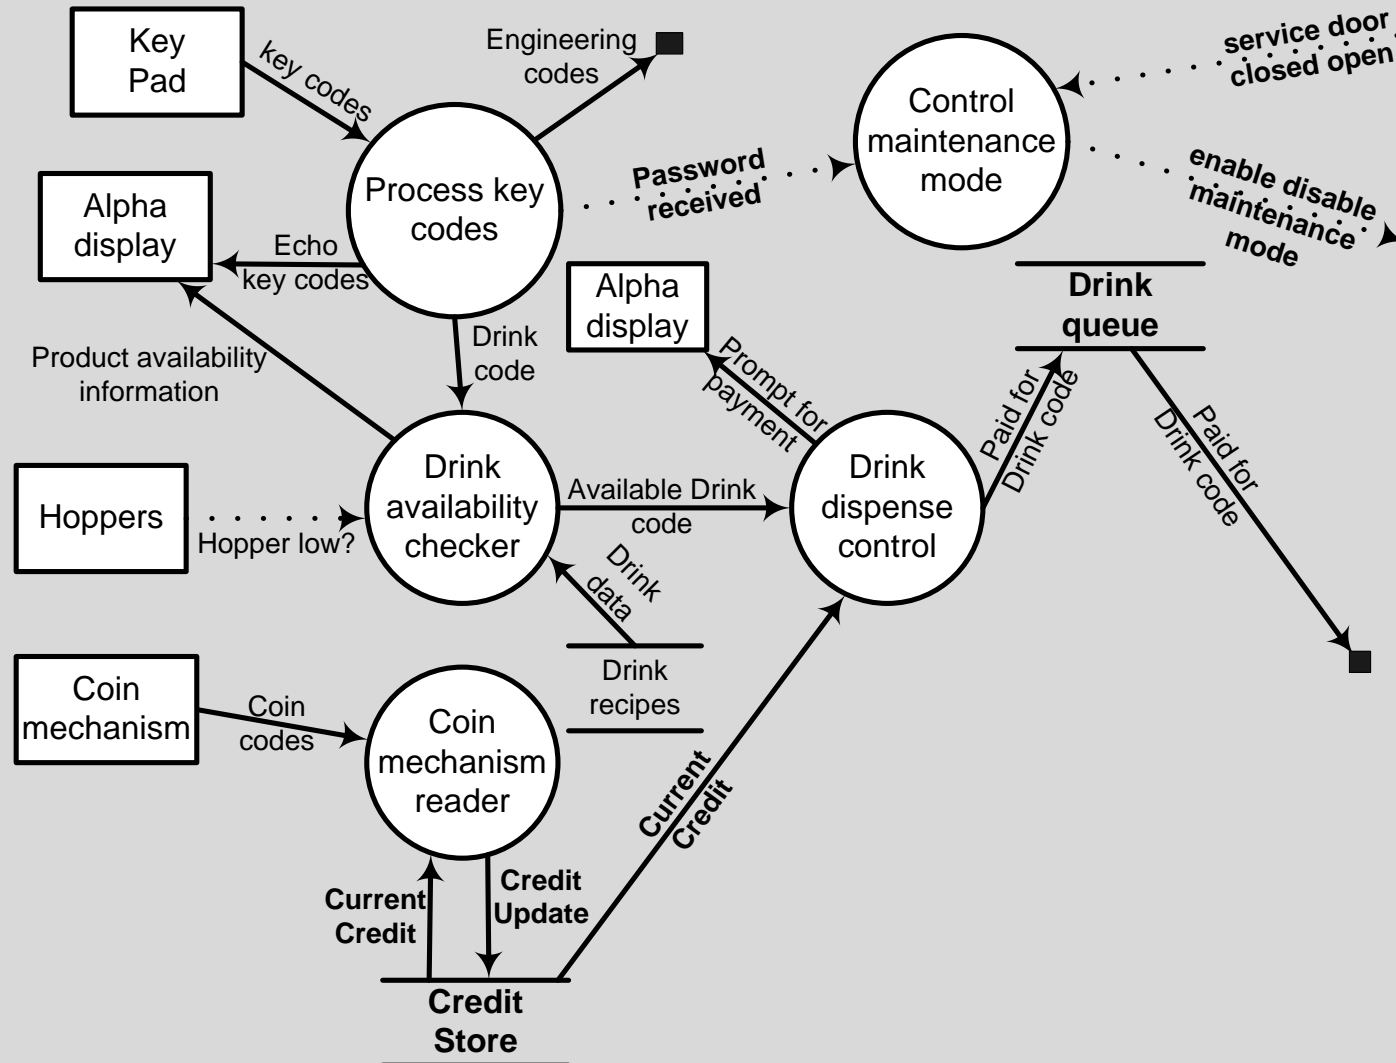 Key
Pad
key codes
Engineering
codes
service door
closed open
Control
maintenance
mode
Password
received
enable disable
maintenance
mode
Process key
codes
Alpha
display
Echo
key codes
Alpha
display
Drink
queue
Drink
code
Product availability
information
Prompt for
payment
Paid for
Drink code
Paid for
Drink code
Hoppers
Hopper low?
Drink
availability
checker
Available Drink
code
Drink
dispense
control
Drink
data
Drink
recipes
Coin
mechanism
Coin
codes
Coin
mechanism
reader
Current
Credit
Current
Credit
Credit
Update
Credit
Store